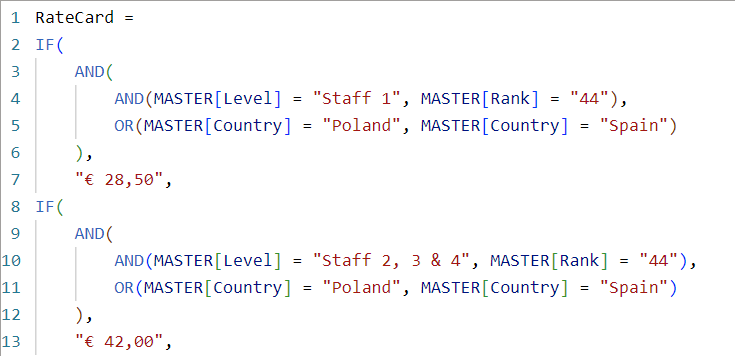 1 RateCard =
2 IF(
3 AND(
4 AND(MASTER[Level] = "Staff 1", MASTER[Rank] = "44"),
5 OR(MASTER[Country] = "Poland", MASTER[Country] = "Spain")
6 ),
7 "€ 28,50",
8 IF(
9 AND(
10 AND(MASTER[Level] = "Staff 2, 3 & 4", MASTER[Rank] = "44"),
11 OR(MASTER[Country] = "Poland", MASTER[Country] = "Spain")
12 ),
13 "€ 42,00",